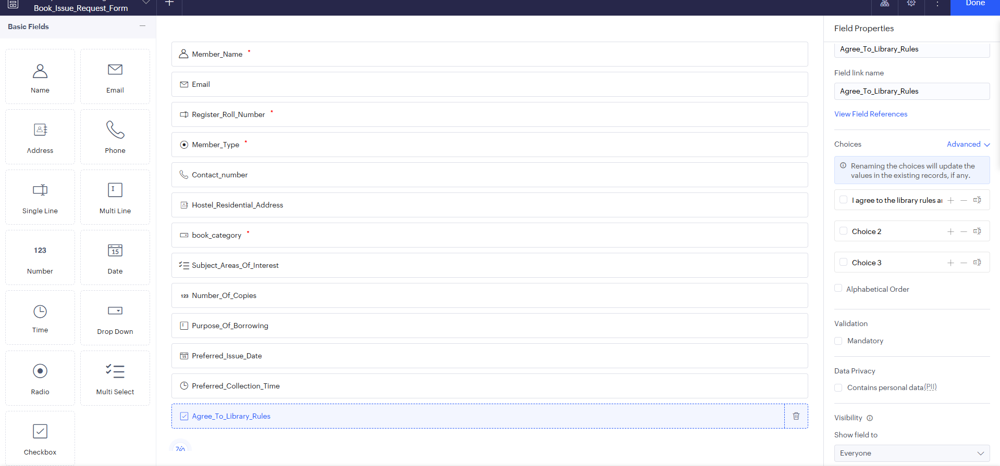 Book_Issue_Request_Form
Done
Basic Fields
Name
Email
Address
Phone
Single Line
Multi Line
123
Number
15
Date
Time
Drop Down
Radio
Multi Select
Checkbox
Member_Name *
Email
Register_Roll_Number *
Member_Type *
Contact_number
Hostel_Residential_Address
book_category *
Subject_Areas_Of_Interest
123 Number_Of_Copies
Purpose_Of_Borrowing
15 Preferred_Issue_Date
Preferred_Collection_Time
Agree_To_Library_Rules
Field Properties
Agree_To_Library_Rules
Field link name
Agree_To_Library_Rules
View Field References
Choices Advanced
Renaming the choices will update the
values in the existing records, if any.
I agree to the library rules
Choice 2
Choice 3
Alphabetical Order
Validation
Mandatory
Data Privacy
Contains personal data(PII)
Visibility
Show field to
Everyone